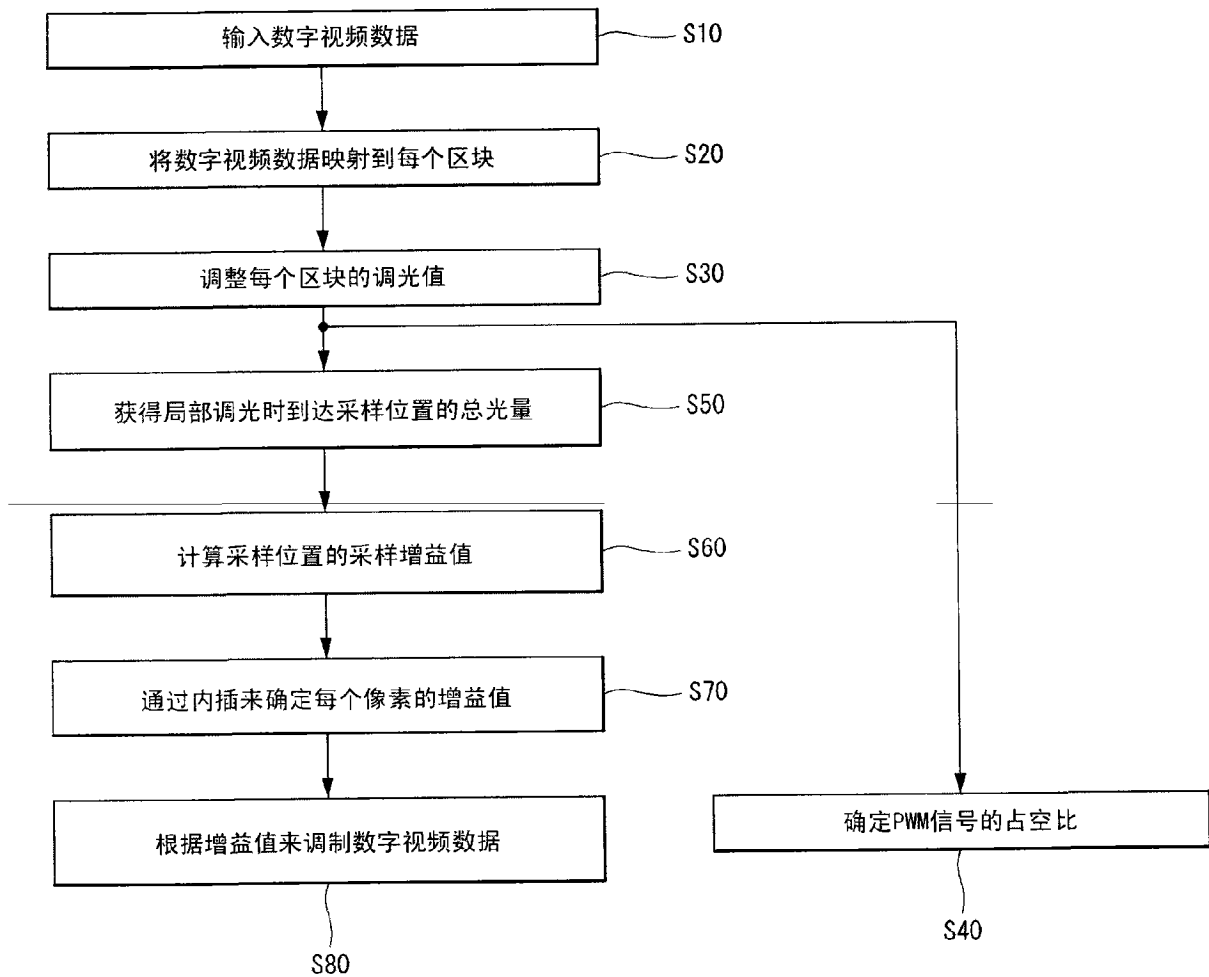 输入数字视频数据
S10
将数字视频数据映射到每个区块
S20
调整每个区块的调光值
S30
获得局部调光时到达采样位置的总光量
S50
计算采样位置的采样增益值
S60
通过内插来确定每个像素的增益值
S70
根据增益值来调制数字视频数据
S80
确定PWM信号的占空比
S40